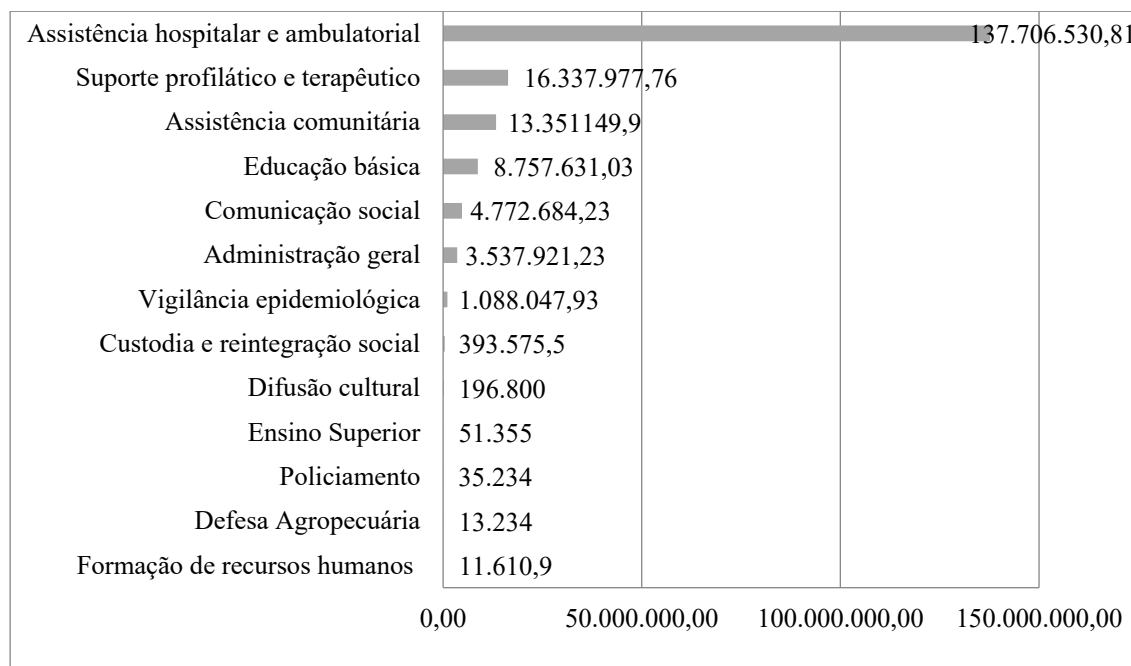 Assistência hospitalar e ambulatorial 137.706.530,81
Suporte profilático e terapêutico 16.337.977,76
Assistência comunitária 13.351149,9
Educação básica 8.757.631,03
Comunicação social 4.772.684,23
Administração geral 3.537.921,23
Vigilância epidemiológica 1.088.047,93
Custodia e reintegração social 393.575,5
Difusão cultural 196.800
Ensino Superior 51.355
Policiamento 35.234
Defesa Agropecuária 13.234
Formação de recursos humanos 11.610,9
0,00 50.000.000,00 100.000.000,00 150.000.000,00